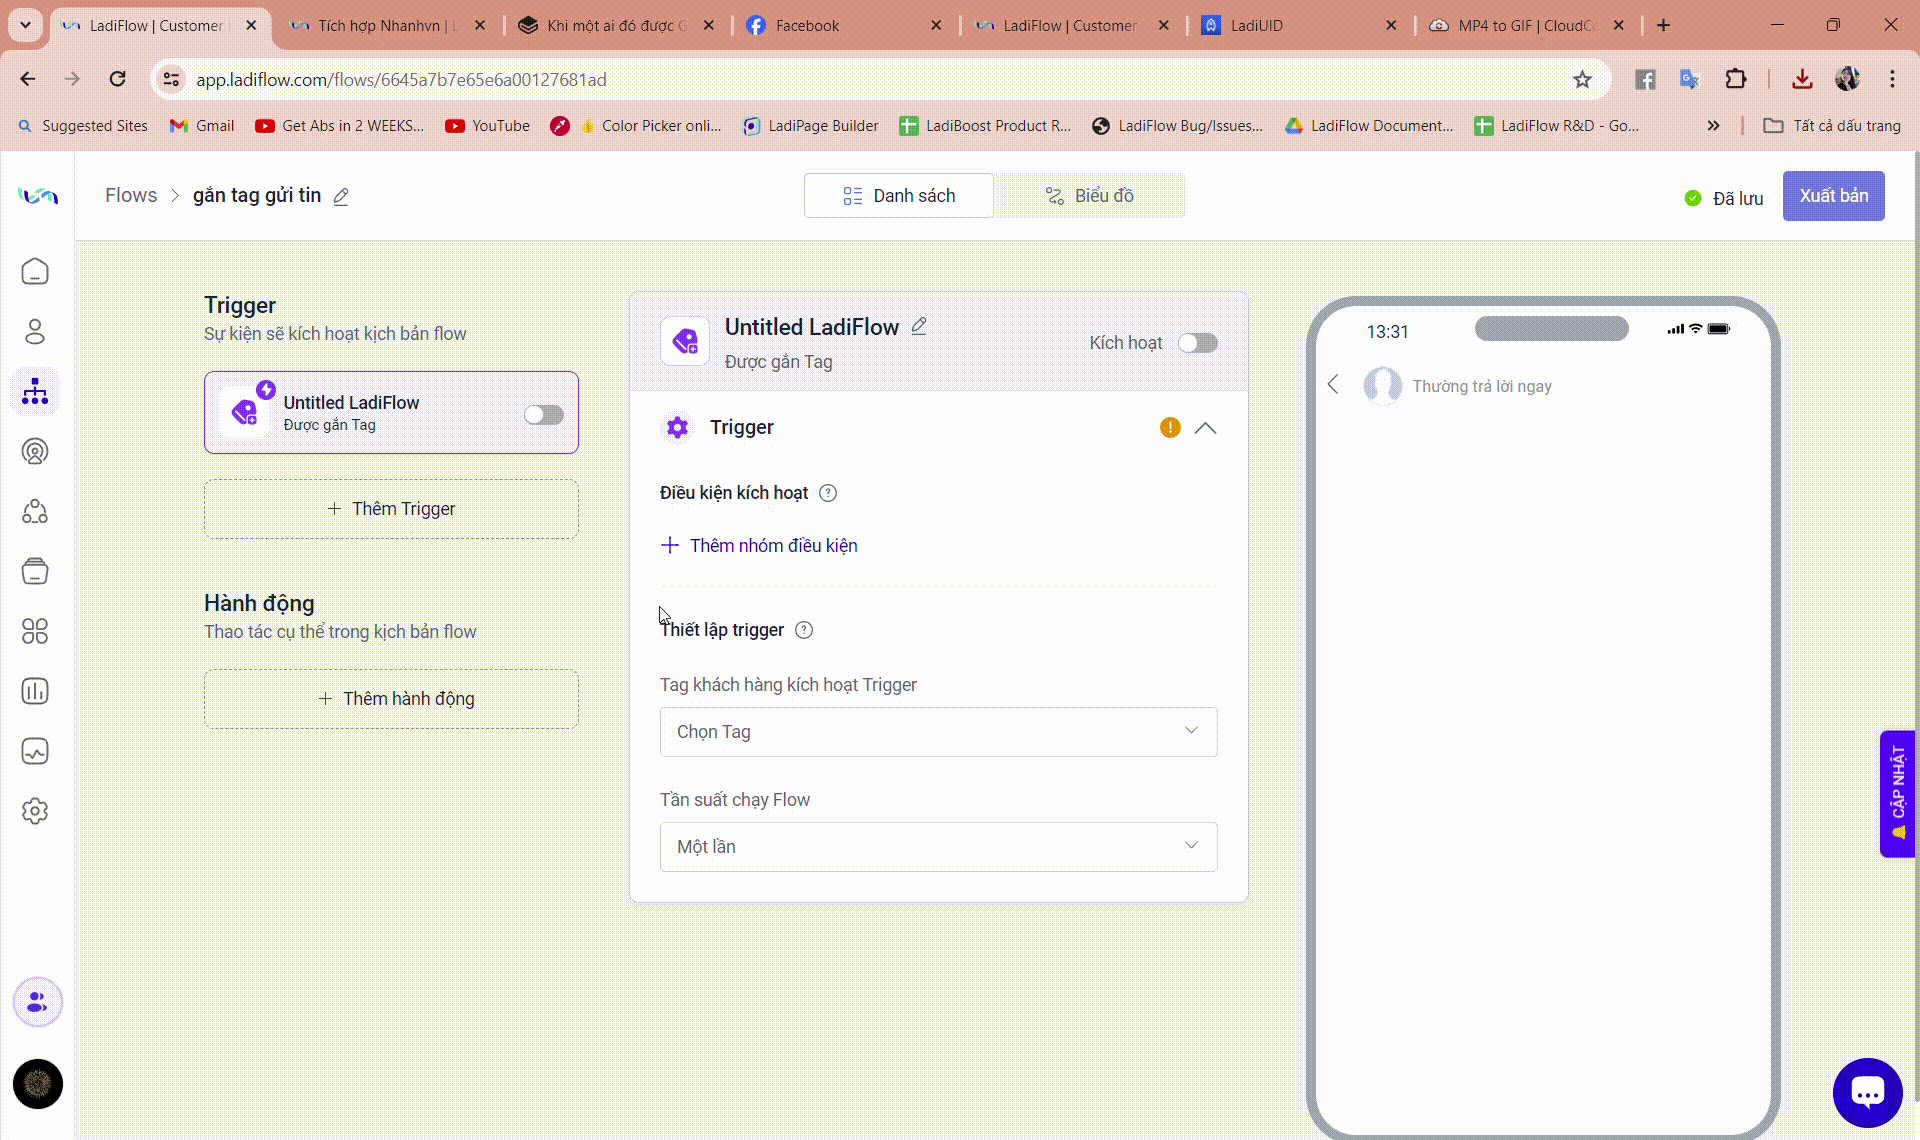 LadiFlow | Customer
Tích hợp Nhanhvn |
Khi một ai đó được
Facebook
LadiFlow | Customer
LadiUID
MP4 to GIF | CloudC
app.ladiflow.com/flows/6645a7b7e65e6a00127681ad
Suggested Sites
Gmail
Get Abs in 2 WEEKS...
YouTube
Color Picker onli...
LadiPage Builder
LadiBoost Product R...
LadiFlow Bug/Issues...
LadiFlow Document...
LadiFlow R&D - Go...
Tất cả dấu trang
Flows > gắn tag gửi tin
Danh sách
Biểu đồ
Đã lưu
Xuất bản
Trigger
Sự kiện sẽ kích hoạt kịch bản flow
Untitled LadiFlow
Được gắn Tag
+ Thêm Trigger
Hành động
Thao tác cụ thể trong kịch bản flow
+ Thêm hành động
Untitled LadiFlow
Được gắn Tag
Kích hoạt
Trigger
Điều kiện kích hoạt
+ Thêm nhóm điều kiện
Thiết lập trigger
Tag khách hàng kích hoạt Trigger
Chọn Tag
Tần suất chạy Flow
Một lần
13:31
Thường trả lời ngay
CẬP NHẬT